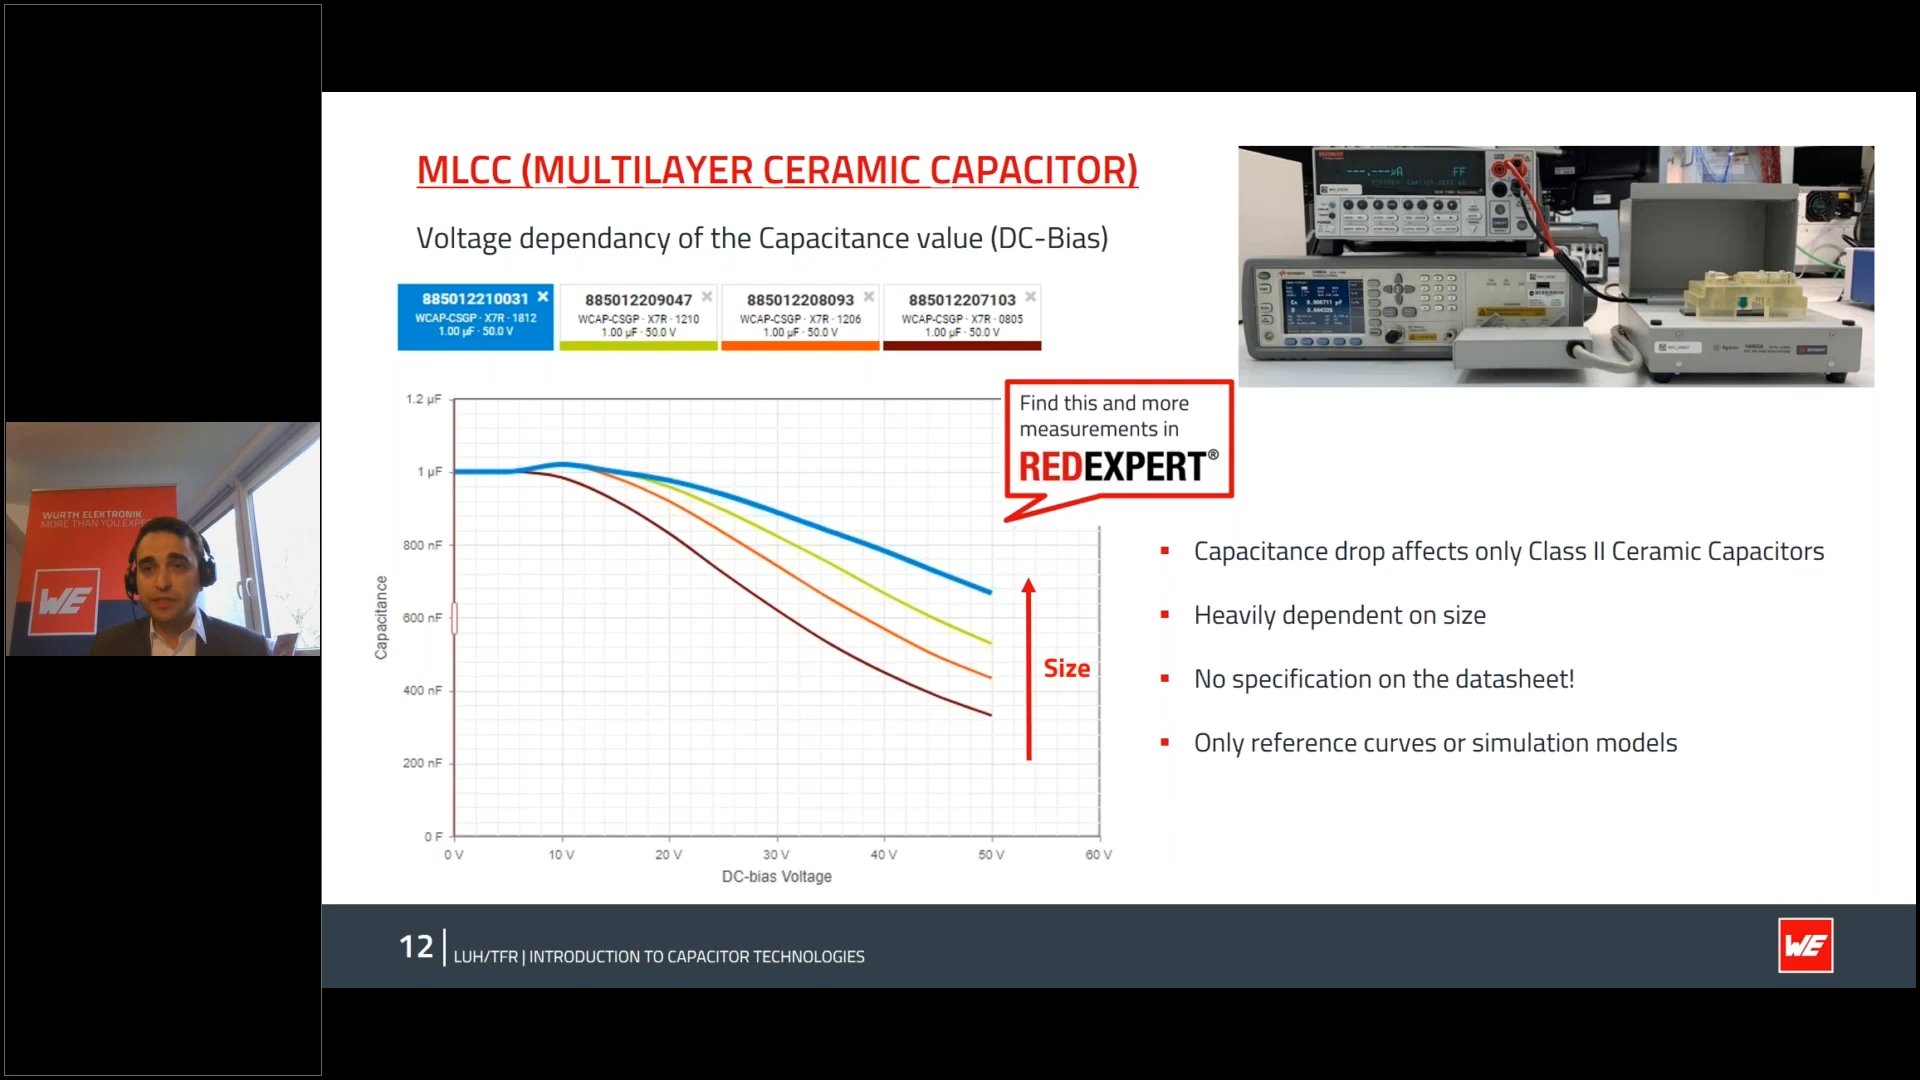 MLCC (MULTILAYER CERAMIC CAPACITOR)
Voltage dependancy of the Capacitance value (DC-Bias)
885012210031
WCAP-CSGP · X7R · 1812
1.00 µF · 50.0 V
885012209047
WCAP-CSGP · X7R · 1210
1.00 µF · 50.0 V
885012208093
WCAP-CSGP · X7R · 1206
1.00 µF · 50.0 V
885012207103
WCAP-CSGP · X7R · 0805
1.00 µF · 50.0 V
Find this and more
measurements in
REDEXPERT®
1.2 µF
1 µF
800 nF
600 nF
400 nF
200 nF
0 F
Capacitance
0 V
10 V
20 V
30 V
40 V
50 V
60 V
DC-bias Voltage
Size
Capacitance drop affects only Class II Ceramic Capacitors
Heavily dependent on size
No specification on the datasheet!
Only reference curves or simulation models
WURTH ELEKTRONIK
MORE THAN YOU EXPE
WE
12
LUH/TFR | INTRODUCTION TO CAPACITOR TECHNOLOGIES
WE